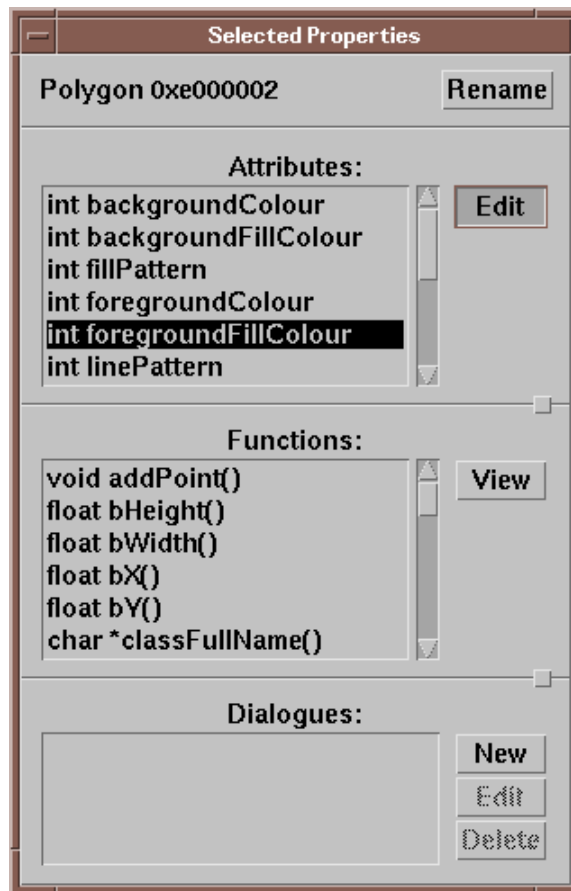 Selected Properties
Polygon 0xe000002
Rename
Attributes:
int backgroundColour
int backgroundFillColour
int fillPattern
int foregroundColour
int foregroundFillColour
int linePattern
Edit
Functions:
void addPoint()
float bHeight()
float bWidth()
float bX()
float bY()
char *classFullName()
View
Dialogues:
New
Edit
Delete